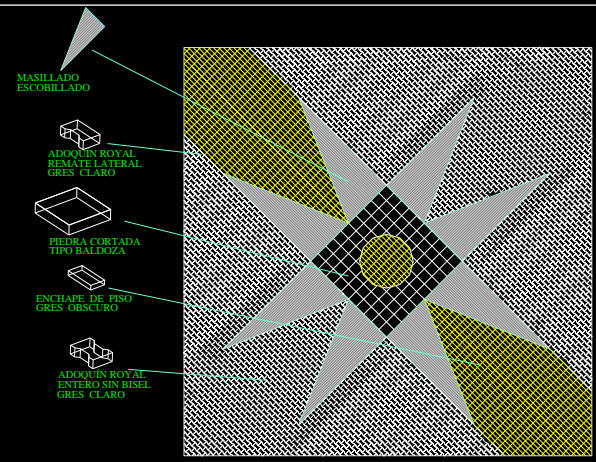 MASILLADO
ESCOBILLADO
ADOQUIN ROYAL
REMATE LATERAL
GRES CLARO
PIEDRA CORTADA
TIPO BALDOZA
ENCHAPE DE PISO
GRES OBSCURO
ADOQUIN ROYAL
ENTERO SIN BISEL
GRES CLARO